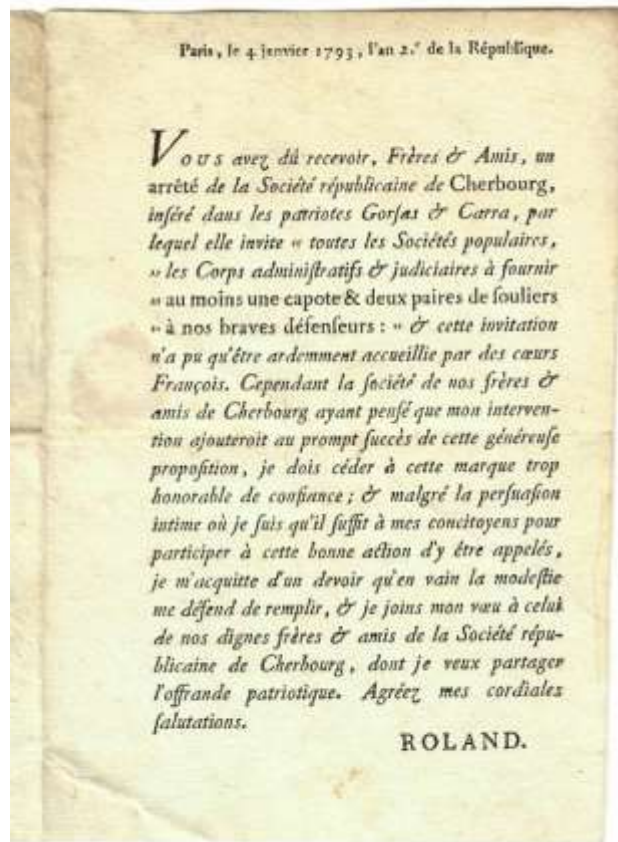 Paris, le 4 janvier 1793, l'an 2.e de la République.
Vous avez dû recevoir, Frères & Amis, un
arrêté de la Société républicaine de Cherbourg,
inséré dans les patriotes Gorsas & Carra, par
lequel elle invite « toutes les Sociétés populaires,
» les Corps administratifs & judiciaires à fournir
« au moins une capote & deux paires de souliers
« à nos braves défenseurs : » & cette invitation
n'a pu qu'être ardemment accueillie par des cœurs
François. Cependant la société de nos frères &
amis de Cherbourg ayant pensé que mon interven-
tion ajouteroit au prompt succès de cette généreuse
proposition, je dois céder à cette marque trop
honorable de confiance ; & malgré la persuasion
intime où je suis qu'il suffit à mes concitoyens pour
participer à cette bonne action d'y être appelés,
je m'acquitte d'un devoir qu'en vain la modestie
me défend de remplir, & je joins mon vœu à celui
de nos dignes frères & amis de la Société répu-
blicaine de Cherbourg, dont je veux partager
l'offrande patriotique. Agréez mes cordiales
salutations.
ROLAND.